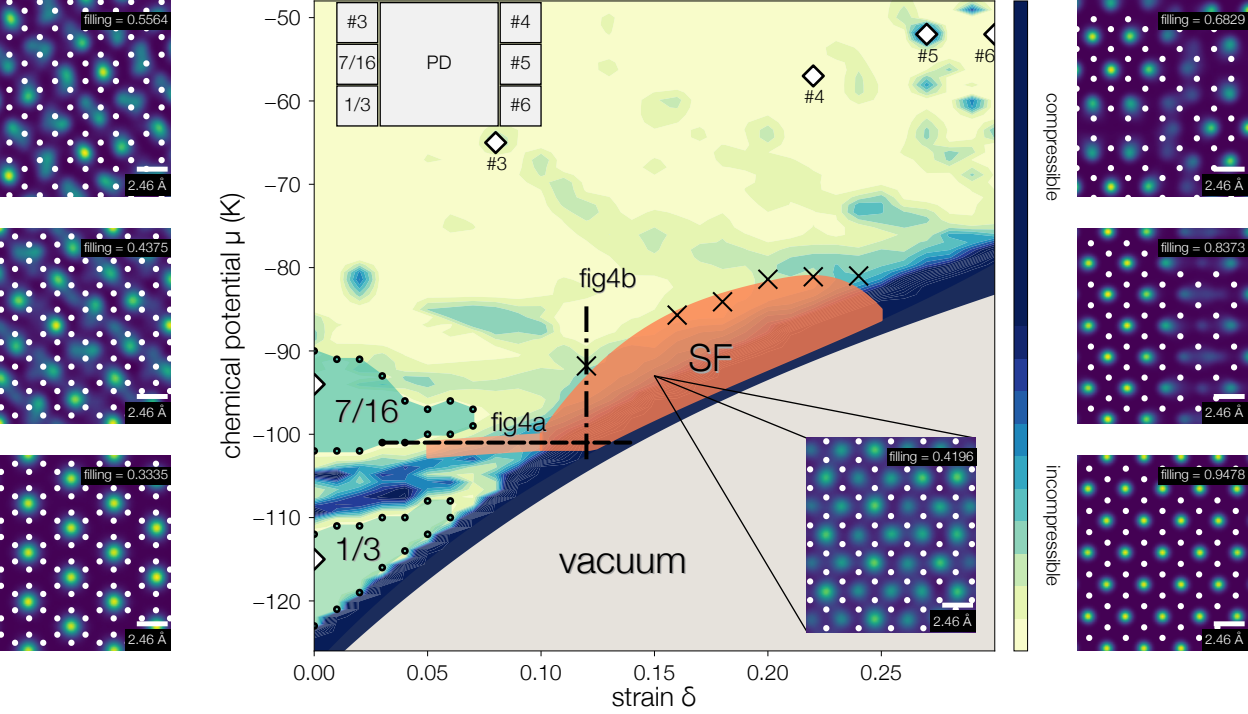 filling = 0.5564
2.46 Å
filling = 0.4375
2.46 Å
filling = 0.3335
2.46 Å
chemical potential μ (K)
−50
−60
−70
−80
−90
−100
−110
−120
#3
7/16
1/3
PD
#4
#5
#6
#3
#4
#5
#6
fig4b
SF
7/16
fig4a
1/3
vacuum
filling = 0.4196
2.46 Å
0.00
0.05
0.10
0.15
0.20
0.25
strain δ
compressible
incompressible
filling = 0.6829
2.46 Å
filling = 0.8373
2.46 Å
filling = 0.9478
2.46 Å